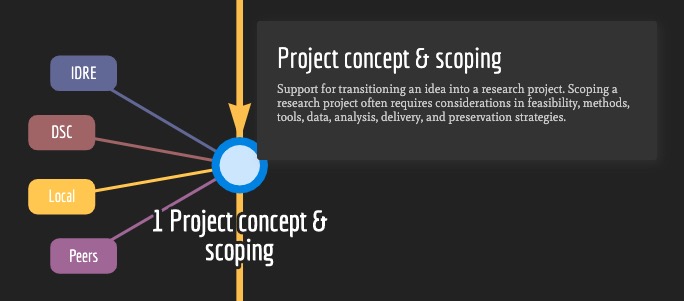 Project concept & scoping
Support for transitioning an idea into a research project. Scoping a
research project often requires considerations in feasibility, methods,
tools, data, analysis, delivery, and preservation strategies.
IDRE
DSC
Local
Peers
1 Project concept &
scoping